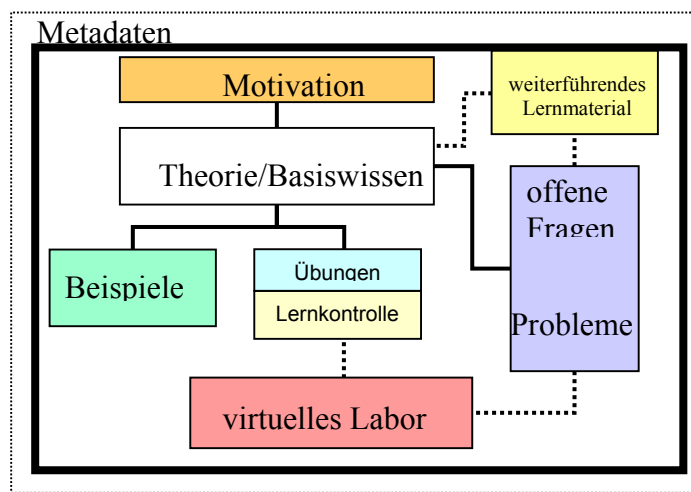 Metadaten
Motivation
weiterführendes
Lernmaterial
Theorie/Basiswissen
offene
Fragen
Beispiele
Übungen
Lernkontrolle
Probleme
virtuelles Labor